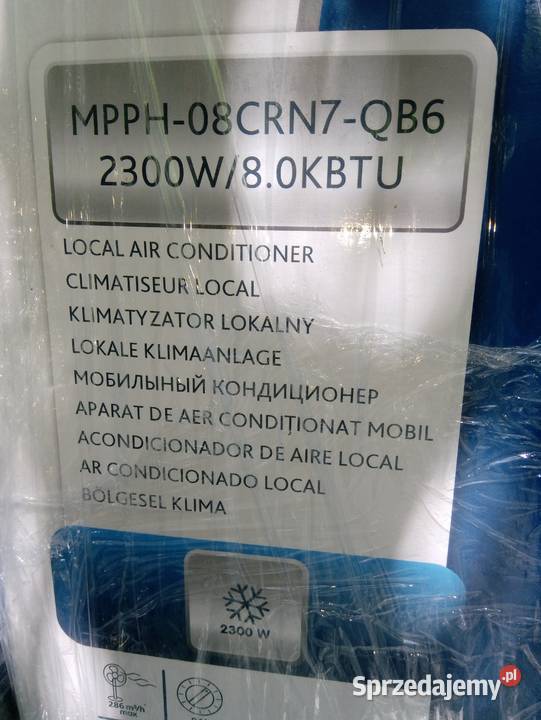 MPPH-08CRN7-QB6
2300W/8.0KBTU
LOCAL AIR CONDITIONER
CLIMATISEUR LOCAL
KLIMATYZATOR LOKALNY
LOKALE KLIMAANLAGE
МОБИЛЫНЫЙ КОНДИЦИОНЕР
APARAT DE AER CONDIȚIONAT MOBIL
ACONDICIONADOR DE AIRE LOCAL
AR CONDICIONADO LOCAL
BÖLGESEL KLIMA
2300 W
286 m³/h
max
Sprzedajemy.pl